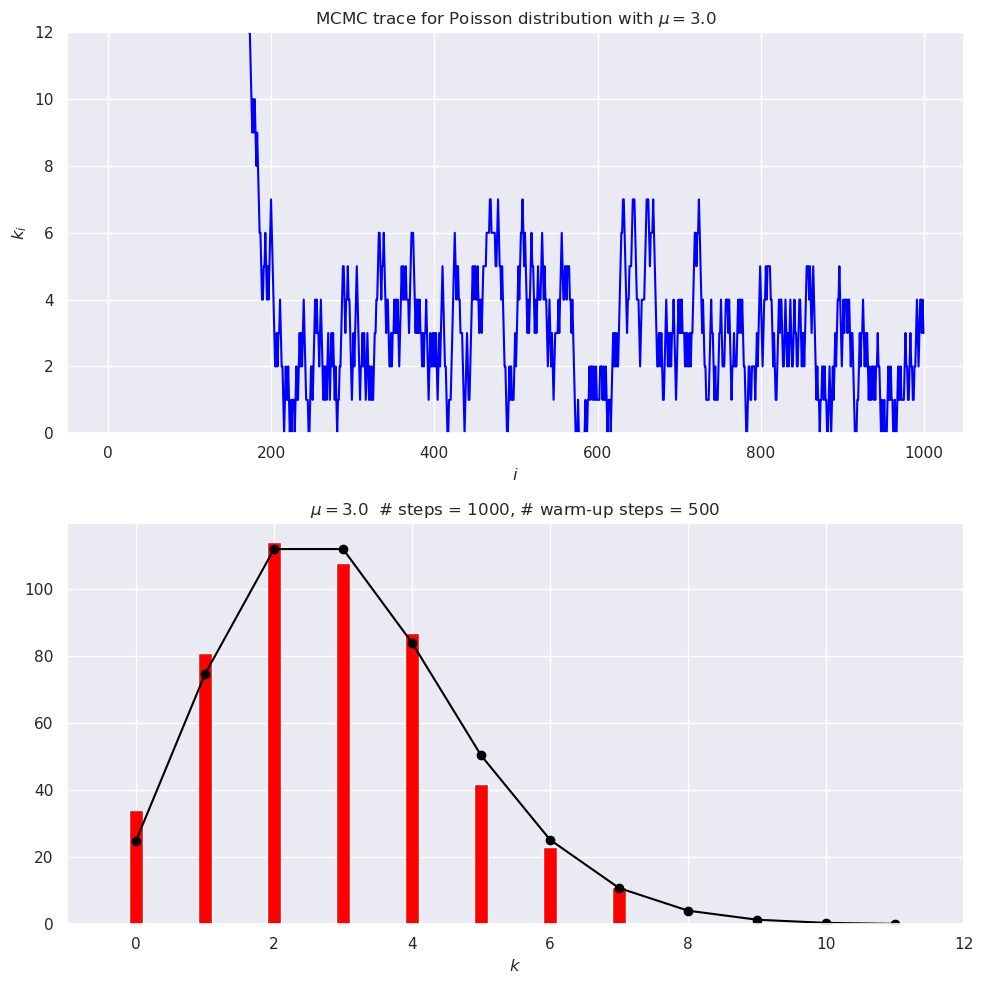 MCMC trace for Poisson distribution with μ = 3.0
12
10
8
6
4
2
0
k_i
0 200 400 600 800 1000
i
μ = 3.0 # steps = 1000, # warm-up steps = 500
100
80
60
40
20
0
0 2 4 6 8 10 12
k